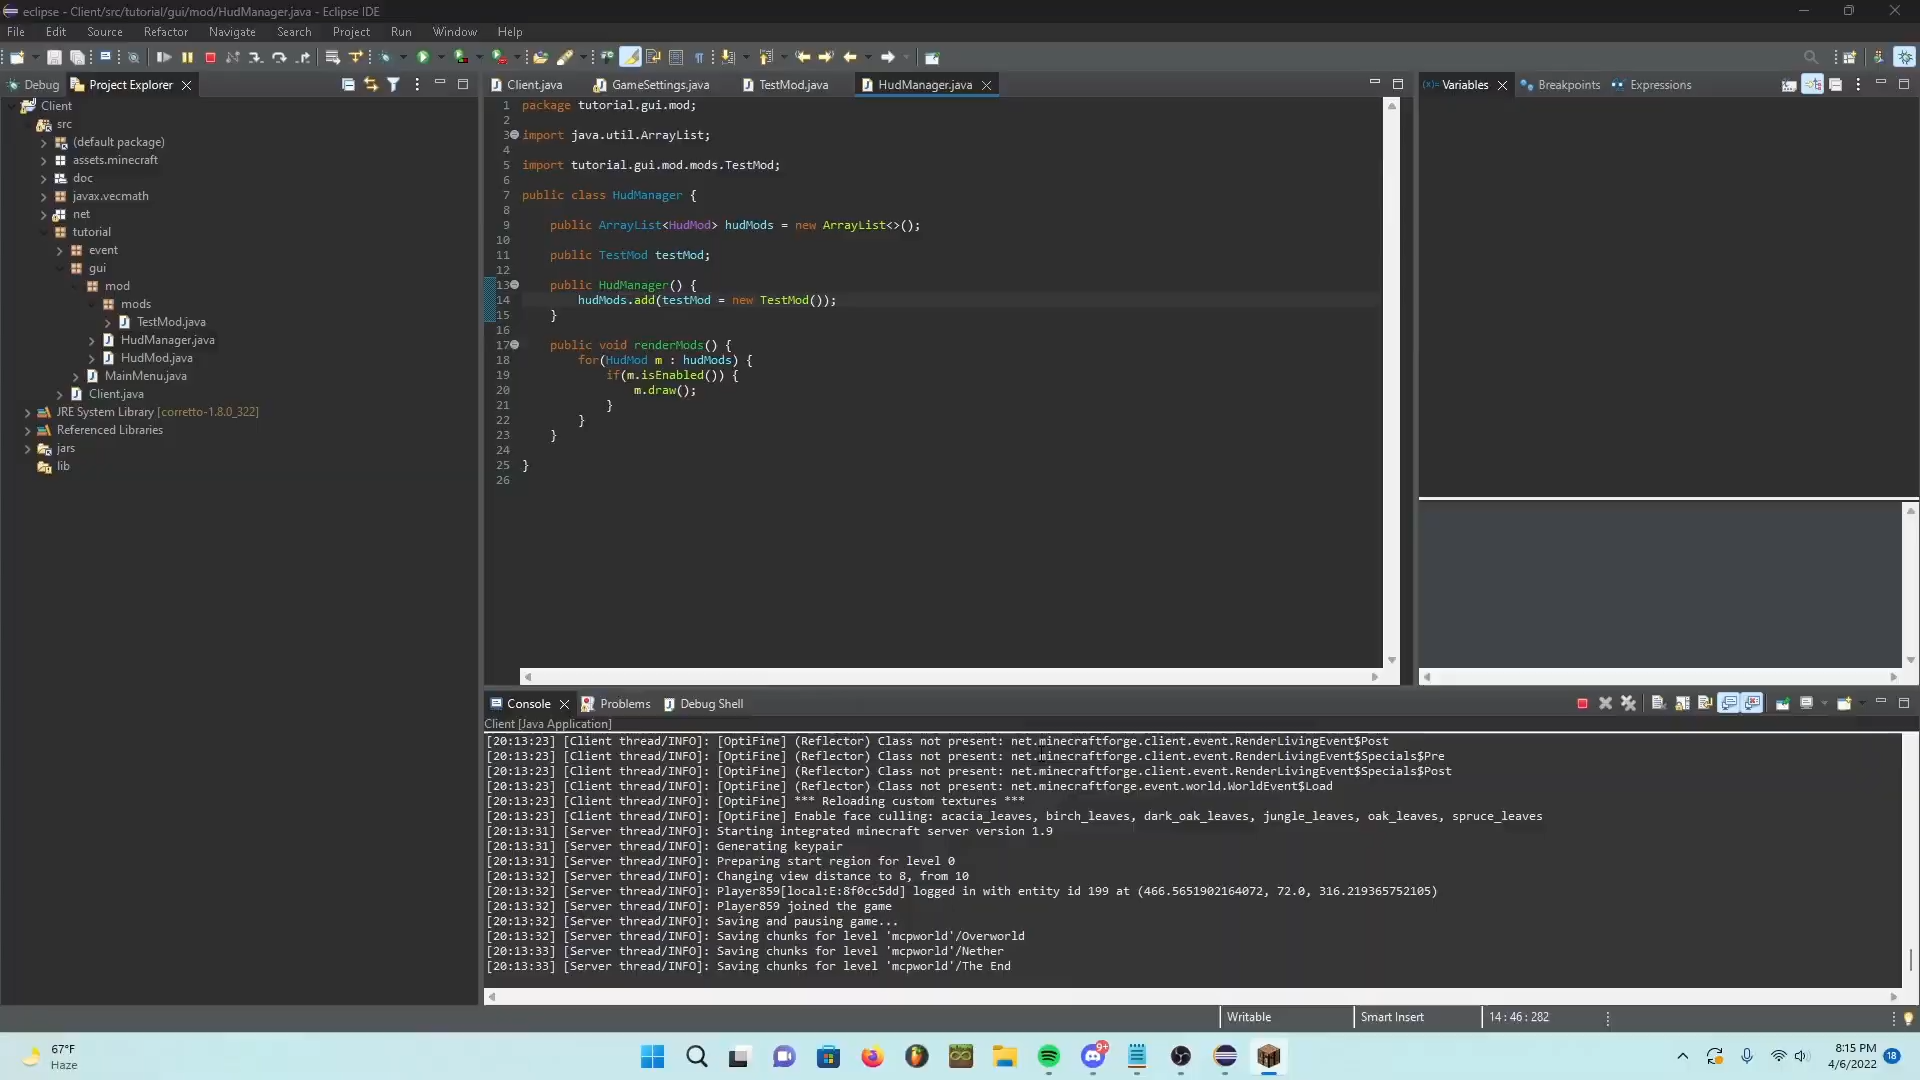 eclipse - Client/src/tutorial/gui/mod/HudManager.java - Eclipse IDE
File Edit Source Refactor Navigate Search Project Run Window Help
Debug Project Explorer
Client
src
(default package)
assets.minecraft
doc
javax.vecmath
net
tutorial
event
gui
mod
mods
TestMod.java
HudManager.java
HudMod.java
MainMenu.java
Client.java
JRE System Library [corretto-1.8.0_322]
Referenced Libraries
jars
lib
Client.java GameSettings.java TestMod.java HudManager.java
1 package tutorial.gui.mod;
2
3 import java.util.ArrayList;
4
5 import tutorial.gui.mod.mods.TestMod;
6
7 public class HudManager {
8
9 public ArrayList<HudMod> hudMods = new ArrayList<>();
10
11 public TestMod testMod;
12
13 public HudManager() {
14 hudMods.add(testMod = new TestMod());
15 }
16
17 public void renderMods() {
18 for(HudMod m : hudMods) {
19 if(m.isEnabled()) {
20 m.draw();
21 }
22 }
23 }
24
25 }
26
(x)= Variables Breakpoints Expressions
Console Problems Debug Shell
Client [Java Application]
[20:13:23] [Client thread/INFO]: [OptiFine] (Reflector) Class not present: net.minecraftforge.client.event.RenderLivingEvent$Post
[20:13:23] [Client thread/INFO]: [OptiFine] (Reflector) Class not present: net.minecraftforge.client.event.RenderLivingEvent$Specials$Pre
[20:13:23] [Client thread/INFO]: [OptiFine] (Reflector) Class not present: net.minecraftforge.client.event.RenderLivingEvent$Specials$Post
[20:13:23] [Client thread/INFO]: [OptiFine] (Reflector) Class not present: net.minecraftforge.event.world.WorldEvent$Load
[20:13:23] [Client thread/INFO]: [OptiFine] *** Reloading custom textures ***
[20:13:23] [Client thread/INFO]: [OptiFine] Enable face culling: acacia_leaves, birch_leaves, dark_oak_leaves, jungle_leaves, oak_leaves, spruce_leaves
[20:13:31] [Server thread/INFO]: Starting integrated minecraft server version 1.9
[20:13:31] [Server thread/INFO]: Generating keypair
[20:13:31] [Server thread/INFO]: Preparing start region for level 0
[20:13:32] [Server thread/INFO]: Changing view distance to 8, from 10
[20:13:32] [Server thread/INFO]: Player859[local:E:8f0cc5dd] logged in with entity id 199 at (466.5651902164072, 72.0, 316.219365752105)
[20:13:32] [Server thread/INFO]: Player859 joined the game
[20:13:32] [Server thread/INFO]: Saving and pausing game...
[20:13:32] [Server thread/INFO]: Saving chunks for level 'mcpworld'/Overworld
[20:13:33] [Server thread/INFO]: Saving chunks for level 'mcpworld'/Nether
[20:13:33] [Server thread/INFO]: Saving chunks for level 'mcpworld'/The End
Writable Smart Insert 14 : 46 : 282
67°F
Haze
9+
8:15 PM
4/6/2022
18